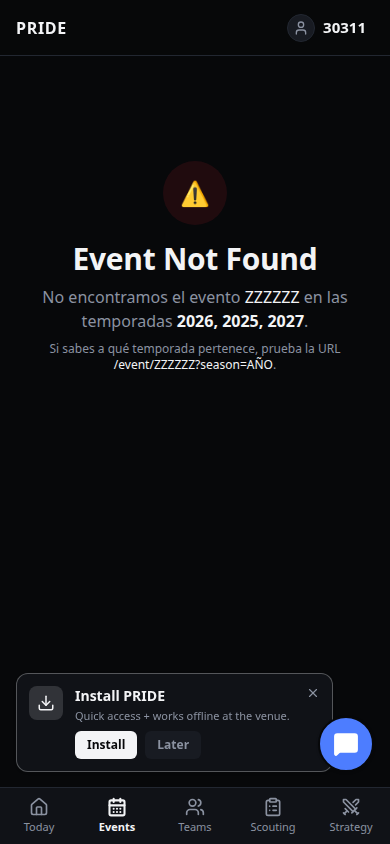 PRIDE
30311
Event Not Found
No encontramos el evento ZZZZZZ en las
temporadas 2026, 2025, 2027.
Si sabes a qué temporada pertenece, prueba la URL
/event/ZZZZZZ?season=AÑO.
Install PRIDE
Quick access + works offline at the venue.
Install
Later
Today
Events
Teams
Scouting
Strategy